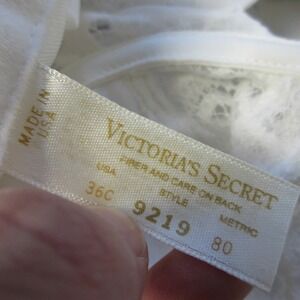 MADE IN
USA
VICTORIA'S SECRET
FIBER AND CARE ON BACK
USA STYLE METRIC
36C 9219 80